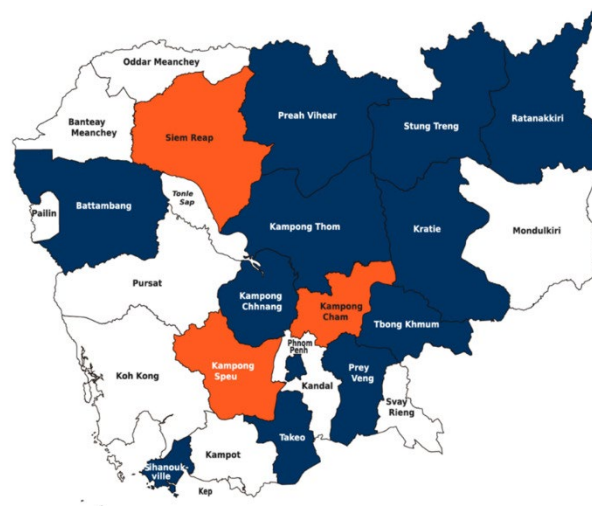 Oddar Meanchey
Banteay
Meanchey
Siem Reap
Preah Vihear
Stung Treng
Ratanakkiri
Pailin
Battambang
Tonle
Sap
Kampong Thom
Kratie
Mondulkiri
Pursat
Kampong
Chhnang
Kampong
Cham
Tbong Khmum
Koh Kong
Kampong
Speu
Phnom
Penh
Kandal
Prey
Veng
Svay
Rieng
Takeo
Kampot
Sihanouk-
ville
Kep